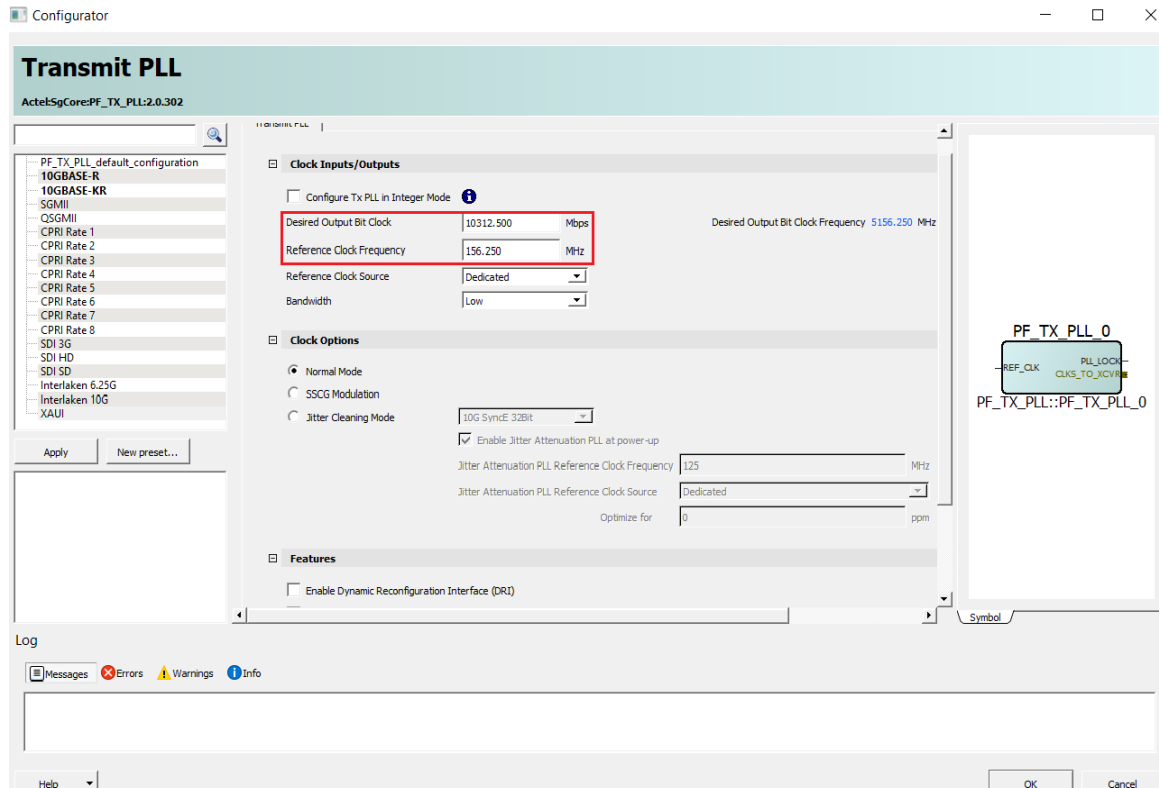 Configurator
Transmit PLL
Actel:SgCore:PF_TX_PLL:2.0.302
PF_TX_PLL_default_configuration
10GBASE-R
10GBASE-KR
SGMII
QSGMII
CPRI Rate 1
CPRI Rate 2
CPRI Rate 3
CPRI Rate 4
CPRI Rate 5
CPRI Rate 6
CPRI Rate 7
CPRI Rate 8
SDI 3G
SDI HD
SDI SD
Interlaken 6.25G
Interlaken 10G
XAUI
Apply New preset...
Transmit PLL
Clock Inputs/Outputs
Configure Tx PLL in Integer Mode
Desired Output Bit Clock 10312.500 Mbps Desired Output Bit Clock Frequency 5156.250 MHz
Reference Clock Frequency 156.250 MHz
Reference Clock Source Dedicated
Bandwidth Low
Clock Options
Normal Mode
SSCG Modulation
Jitter Cleaning Mode 10G SyncE 32Bit
Enable Jitter Attenuation PLL at power-up
Jitter Attenuation PLL Reference Clock Frequency 125 MHz
Jitter Attenuation PLL Reference Clock Source Dedicated
Optimize for 0 ppm
Features
Enable Dynamic Reconfiguration Interface (DRI)
PF_TX_PLL_0
REF_CLK PLL_LOCK
CLKS_TO_XCVR
PF_TX_PLL::PF_TX_PLL_0
Symbol
Log
Messages Errors Warnings Info
Help OK Cancel